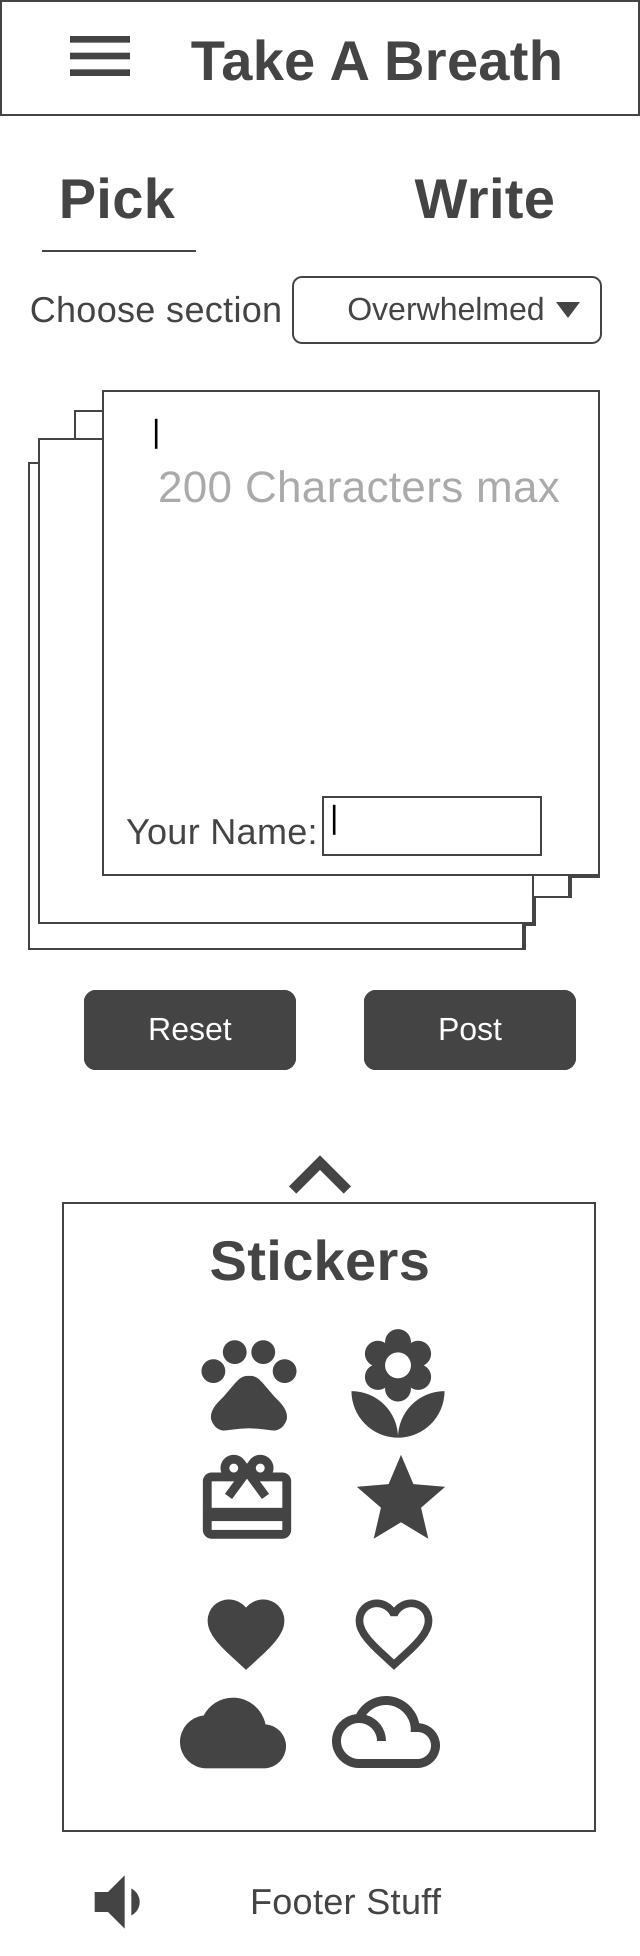 Take A Breath
Pick Write
Choose section Overwhelmed
200 Characters max
Your Name:
Reset Post
Stickers
Footer Stuff